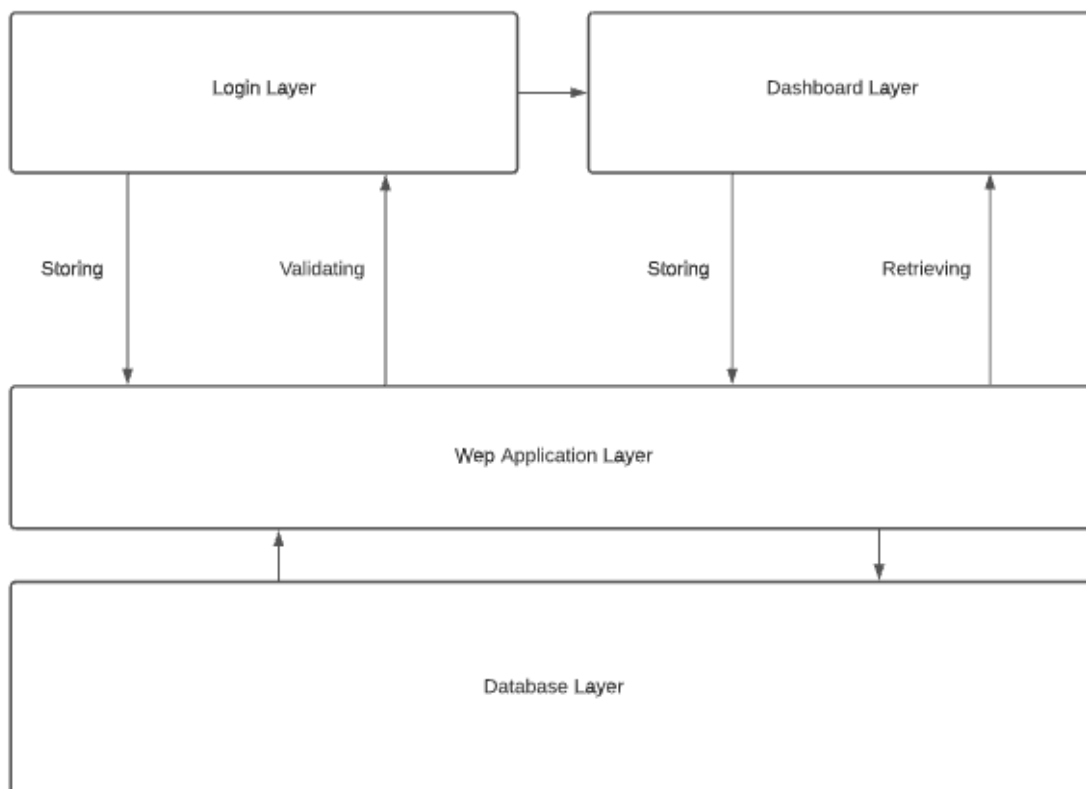 Login Layer
Dashboard Layer
Storing
Validating
Storing
Retrieving
Wep Application Layer
Database Layer